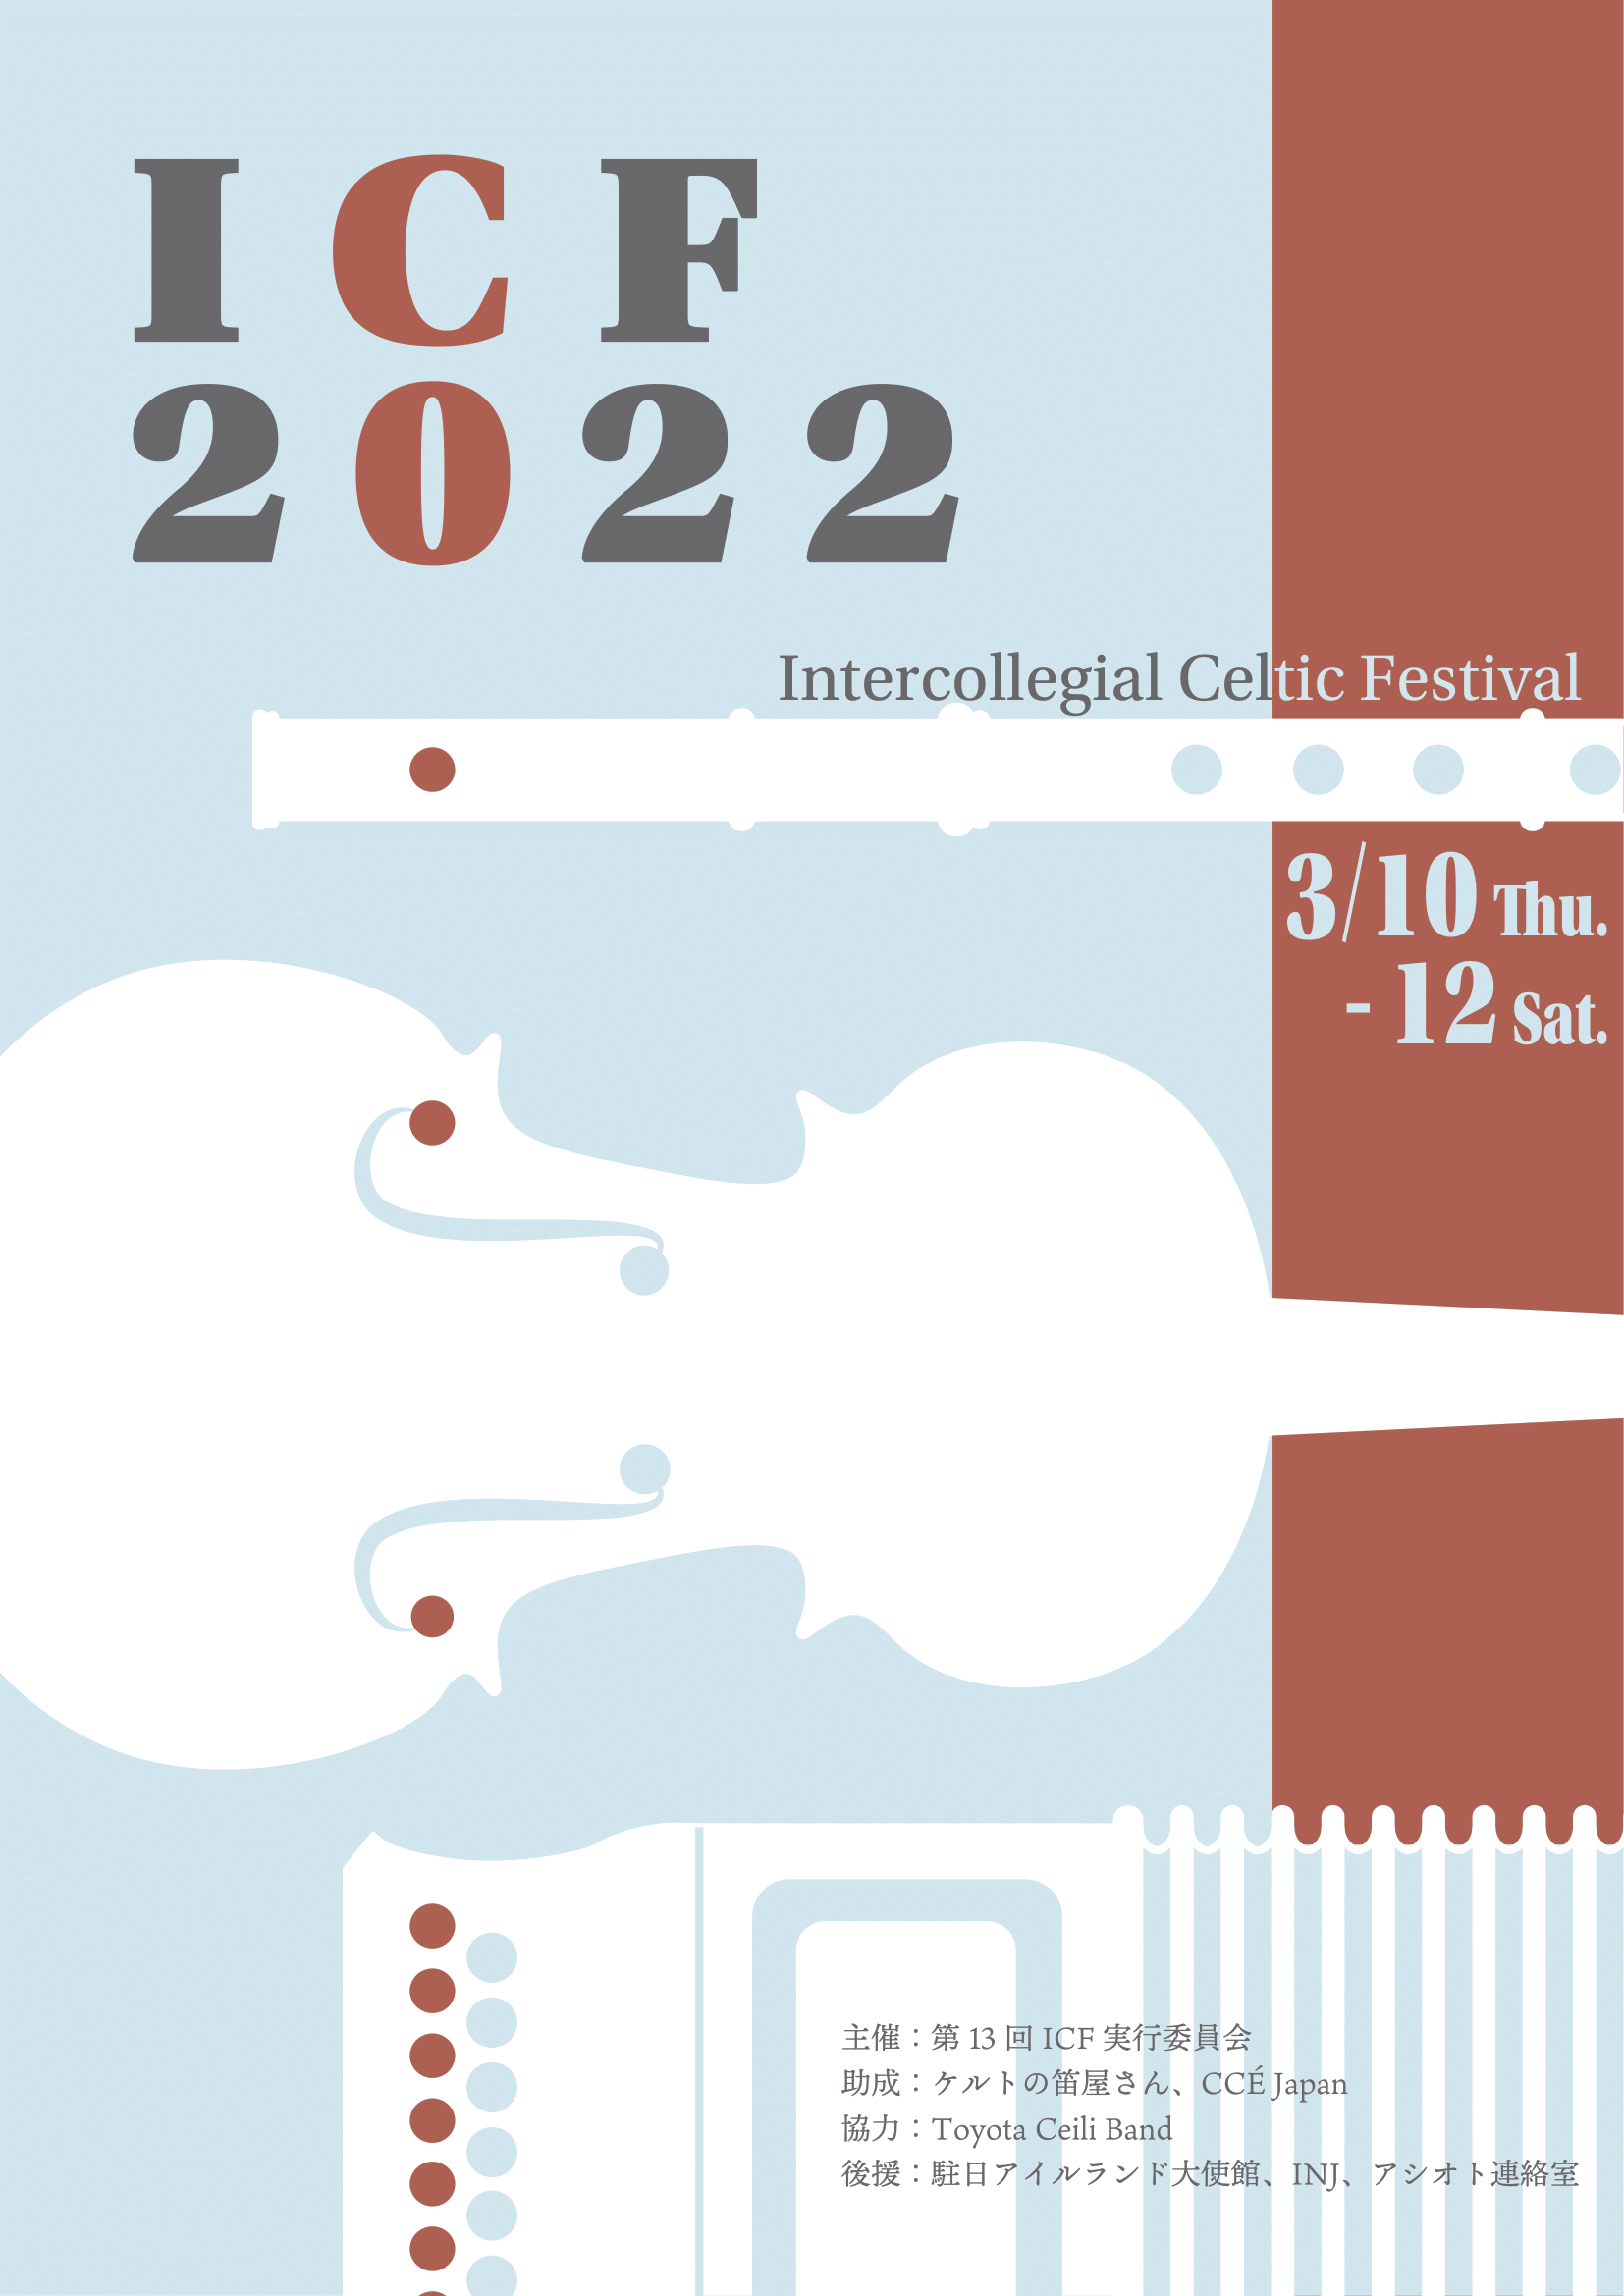 ICF
2022
Intercollegial Celtic Festival
3/10 Thu.
- 12 Sat.
主催：第 13 回 ICF 実行委員会
助成：ケルトの笛屋さん、CCÉ Japan
協力：Toyota Ceili Band
後援：駐日アイルランド大使館、INJ、アシオト連絡室